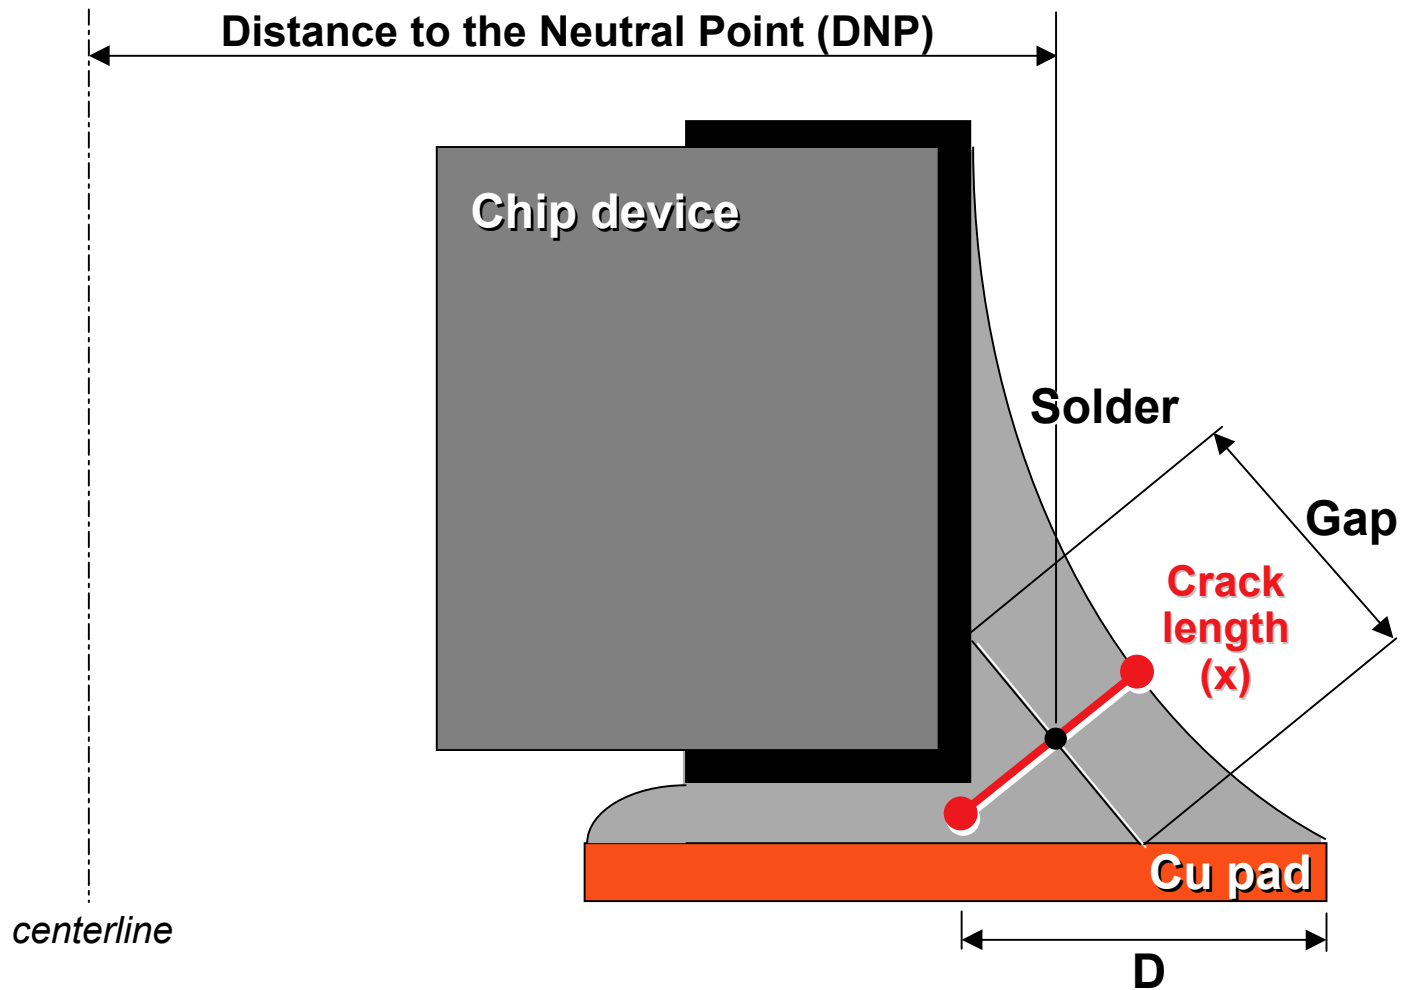 Distance to the Neutral Point (DNP)
Chip device
Solder
Gap
Crack
length
(x)
Cu pad
centerline
D